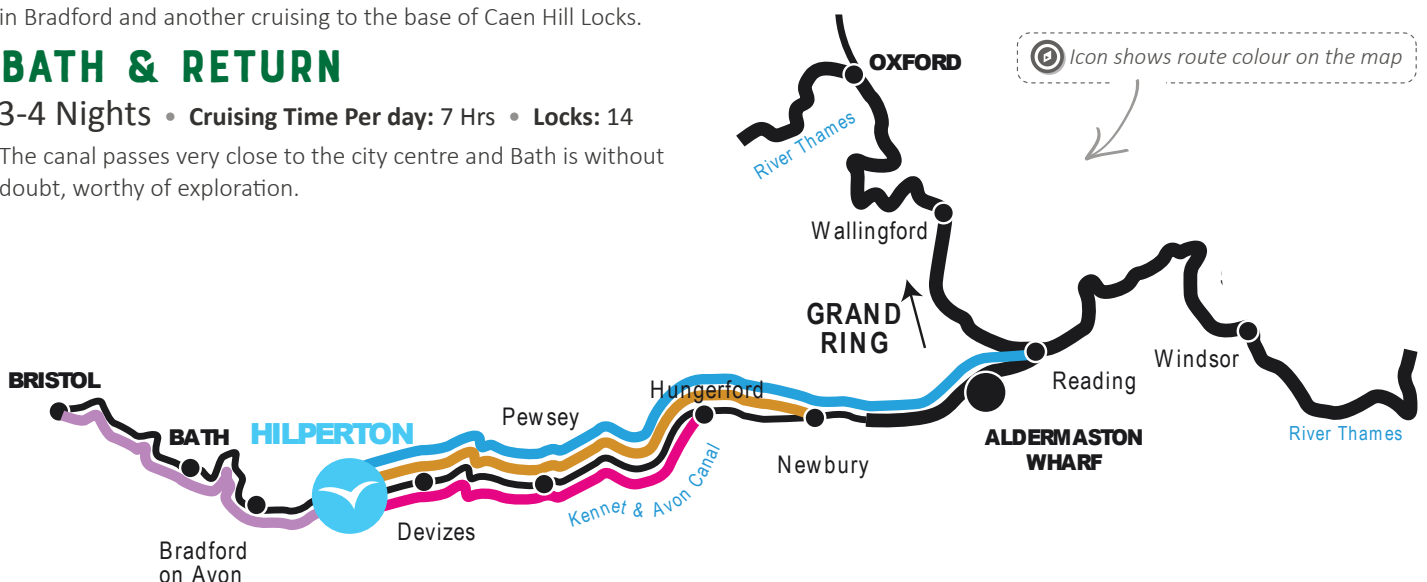 in Bradford and another cruising to the base of Caen Hill Locks.
BATH & RETURN
3-4 Nights • Cruising Time Per day: 7 Hrs • Locks: 14
The canal passes very close to the city centre and Bath is without
doubt, worthy of exploration.
Icon shows route colour on the map
OXFORD
River Thames
Wallingford
GRAND
RING
Reading
Windsor
River Thames
ALDERMASTON
WHARF
BRISTOL
BATH
HILPERTON
Pewsey
Hungerford
Newbury
Kennet & Avon Canal
Devizes
Bradford
on Avon